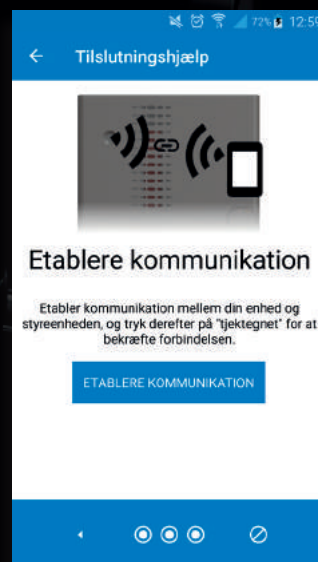 72% 12:59
Tilslutningshjælp
Etablere kommunikation
Etabler kommunikation mellem din enhed og
styreenheden, og tryk derefter på "tjektegnet" for at
bekræfte forbindelsen.
ETABLERE KOMMUNIKATION